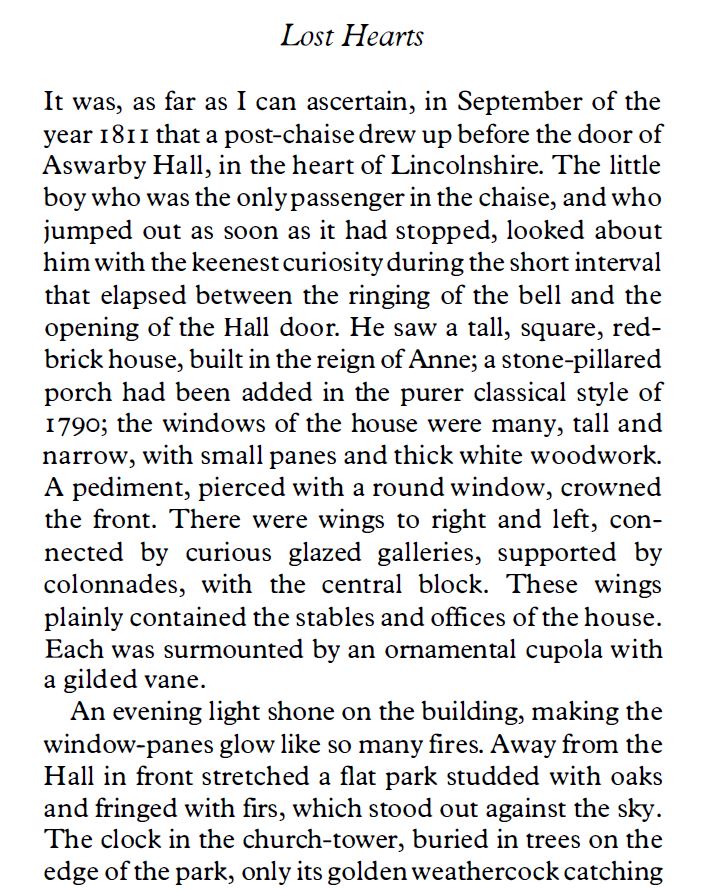 Lost Hearts
It was, as far as I can ascertain, in September of the
year 1811 that a post-chaise drew up before the door of
Aswarby Hall, in the heart of Lincolnshire. The little
boy who was the only passenger in the chaise, and who
jumped out as soon as it had stopped, looked about
him with the keenest curiosity during the short interval
that elapsed between the ringing of the bell and the
opening of the Hall door. He saw a tall, square, red-
brick house, built in the reign of Anne; a stone-pillared
porch had been added in the purer classical style of
1790; the windows of the house were many, tall and
narrow, with small panes and thick white woodwork.
A pediment, pierced with a round window, crowned
the front. There were wings to right and left, con-
nected by curious glazed galleries, supported by
colonnades, with the central block. These wings
plainly contained the stables and offices of the house.
Each was surmounted by an ornamental cupola with
a gilded vane.
An evening light shone on the building, making the
window-panes glow like so many fires. Away from the
Hall in front stretched a flat park studded with oaks
and fringed with firs, which stood out against the sky.
The clock in the church-tower, buried in trees on the
edge of the park, only its golden weathercock catching